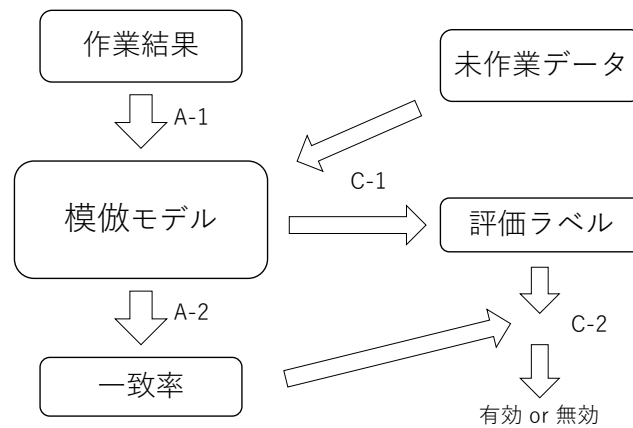 作業結果
未作業データ
A-1
C-1
模倣モデル
評価ラベル
A-2
C-2
一致率
有効 or 無効